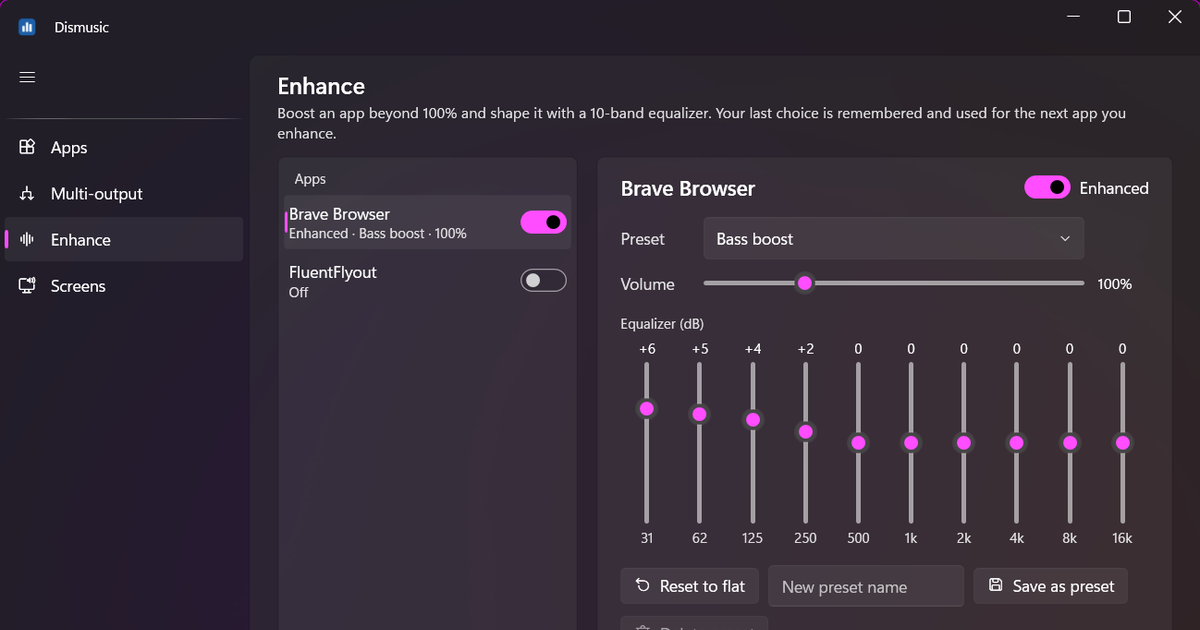 Dismusic
Apps
Multi-output
Enhance
Screens
Enhance
Boost an app beyond 100% and shape it with a 10-band equalizer. Your last choice is remembered and used for the next app you
enhance.
Apps
Brave Browser
Enhanced · Bass boost · 100%
FluentFlyout
Off
Brave Browser
Enhanced
Preset
Bass boost
Volume
100%
Equalizer (dB)
+6 +5 +4 +2 0 0 0 0 0 0
31 62 125 250 500 1k 2k 4k 8k 16k
Reset to flat
New preset name
Save as preset